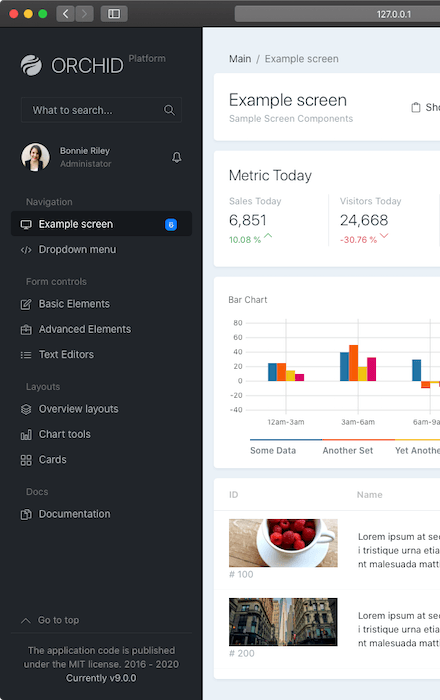 127.0.0.1
ORCHID Platform
What to search...
Bonnie Riley
Administator
Navigation
Example screen 6
Dropdown menu
Form controls
Basic Elements
Advanced Elements
Text Editors
Layouts
Overview layouts
Chart tools
Cards
Docs
Documentation
Go to top
The application code is published
under the MIT license. 2016 - 2020
Currently v9.0.0
Main / Example screen
Example screen
Sample Screen Components
Sho
Metric Today
Sales Today
6,851
10.08 %
Visitors Today
24,668
-30.76 %
Bar Chart
80
60
40
20
0
-20
-40
12am-3am
3am-6am
6am-9a
Some Data
Another Set
Yet Anothe
ID
Name
# 100
Lorem ipsum at se
i tristique urna etia
nt malesuada matt
# 200
Lorem ipsum at se
i tristique urna etia
nt malesuada matt